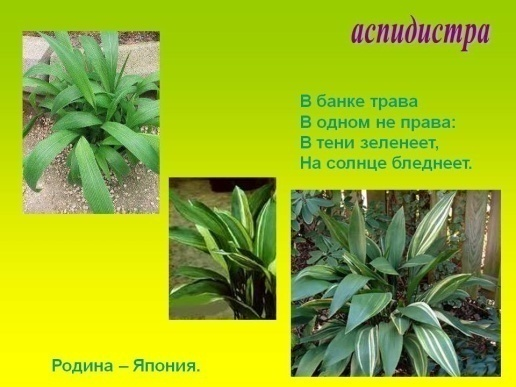 аспидистра
В банке трава
В одном не права:
В тени зеленеет,
На солнце бледнеет.
Родина – Япония.